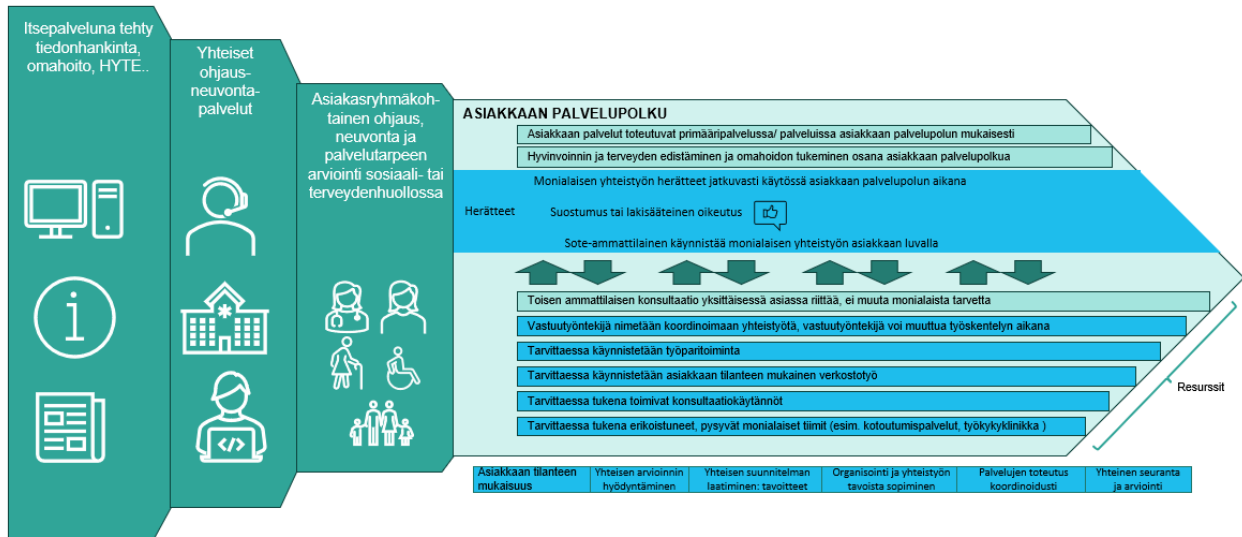 Itsepalveluna tehty
tiedonhankinta,
omahoito, HYTE..
Yhteiset
ohjaus-
neuvonta-
palvelut
Asiakasryhmäkoh-
tainen ohjaus,
neuvonta ja
palvelutarpeen
arviointi sosiaali- tai
terveydenhuollossa
ASIAKKAAN PALVELUPOLKU
Asiakkaan palvelut toteutuvat primääripalvelussa/ palveluissa asiakkaan palvelupolun mukaisesti
Hyvinvoinnin ja terveyden edistäminen ja omahoidon tukeminen osana asiakkaan palvelupolkua
Monialaisen yhteistyön herätteet jatkuvasti käytössä asiakkaan palvelupolun aikana
Herätteet
Suostumus tai lakisääteinen oikeutus
Sote-ammattilainen käynnistää monialaisen yhteistyön asiakkaan luvalla
Toisen ammattilaisen konsultaatio yksittäisessä asiassa riittää, ei muuta monialaista tarvetta
Vastuutyöntekijä nimetään koordinoimaan yhteistyötä, vastuutyöntekijä voi muuttua työskentelyn aikana
Tarvittaessa käynnistetään työparitoiminta
Tarvittaessa käynnistetään asiakkaan tilanteen mukainen verkostotyö
Tarvittaessa tukena toimivat konsultaatiokäytännöt
Tarvittaessa tukena erikoistuneet, pysyvät monialaiset tiimit (esim. kotoutumispalvelut, työkykyklinikka )
Resurssit
Asiakkaan tilanteen
mukaisuus
Yhteisen arvioinnin
hyödyntäminen
Yhteisen suunnitelman
laatiminen: tavoitteet
Organisointi ja yhteistyön
tavoista sopiminen
Palvelujen toteutus
koordinoidusti
Yhteinen seuranta
ja arviointi